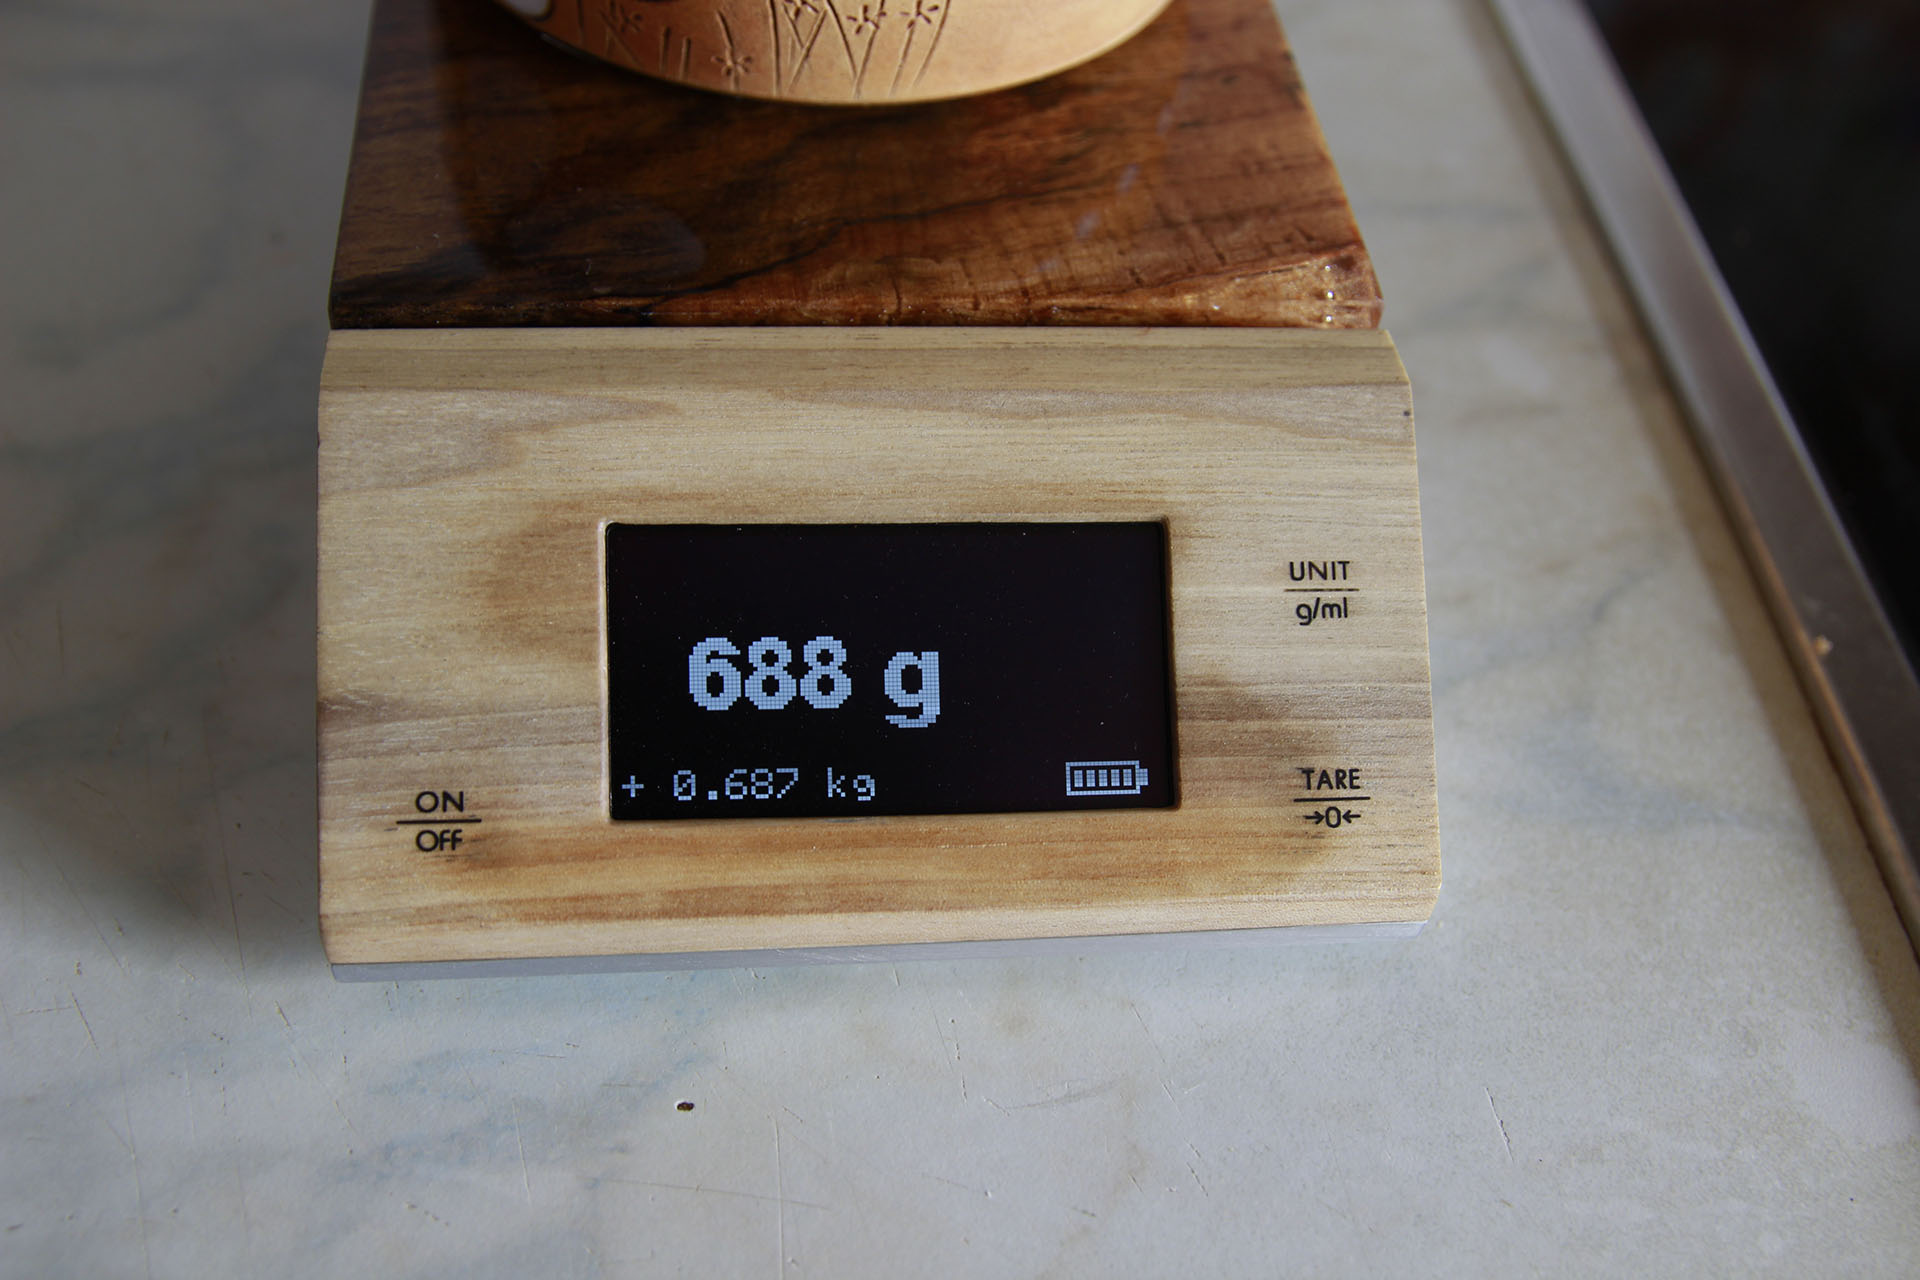 688 g
+ 0.687 kg
UNIT
g/ml
ON
OFF
TARE
→0←